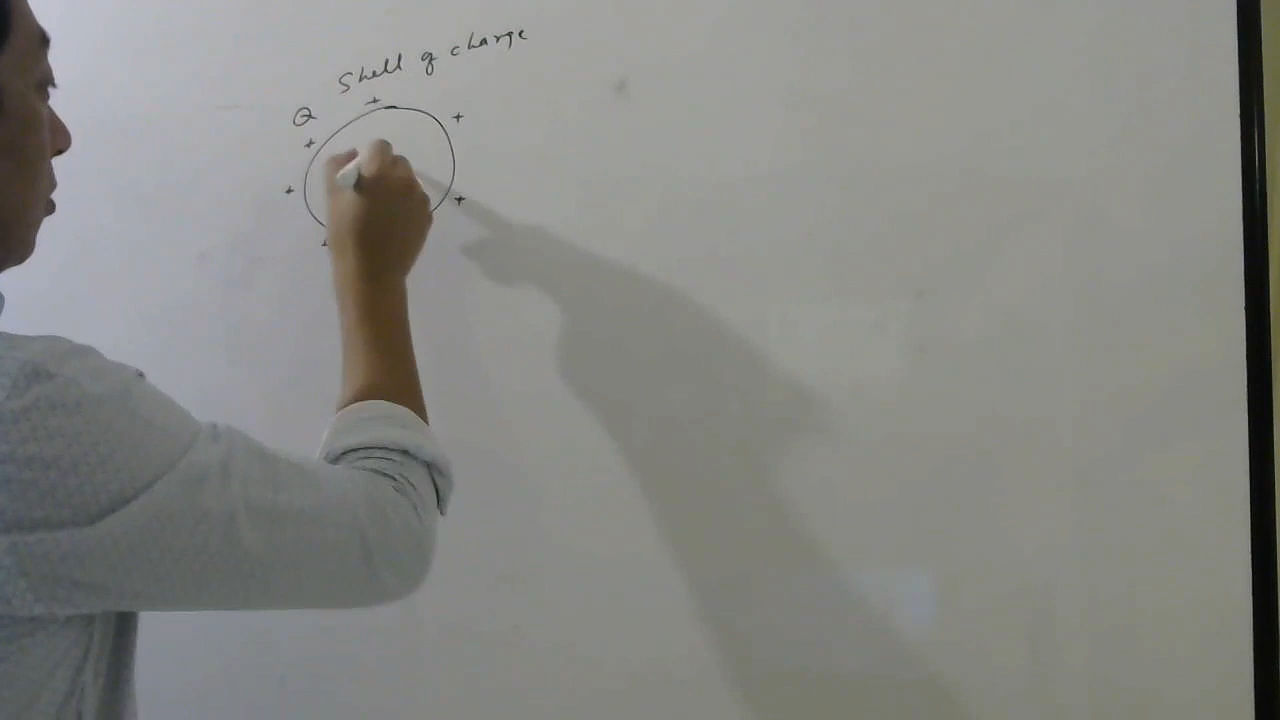 Shell of charge
Q
+ +
+
+ +
+